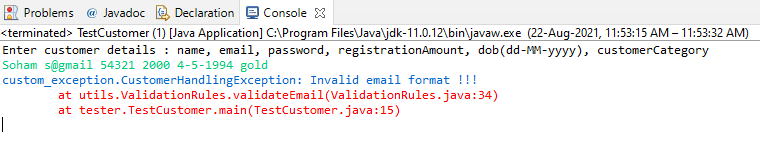 Problems @ Javadoc Declaration Console
<terminated> TestCustomer (1) [Java Application] C:\Program Files\Java\jdk-11.0.12\bin\javaw.exe (22-Aug-2021, 11:53:15 AM – 11:53:32 AM)
Enter customer details : name, email, password, registrationAmount, dob(dd-MM-yyyy), customerCategory
Soham s@gmail 54321 2000 4-5-1994 gold
custom_exception.CustomerHandlingException: Invalid email format !!!
at utils.ValidationRules.validateEmail(ValidationRules.java:34)
at tester.TestCustomer.main(TestCustomer.java:15)